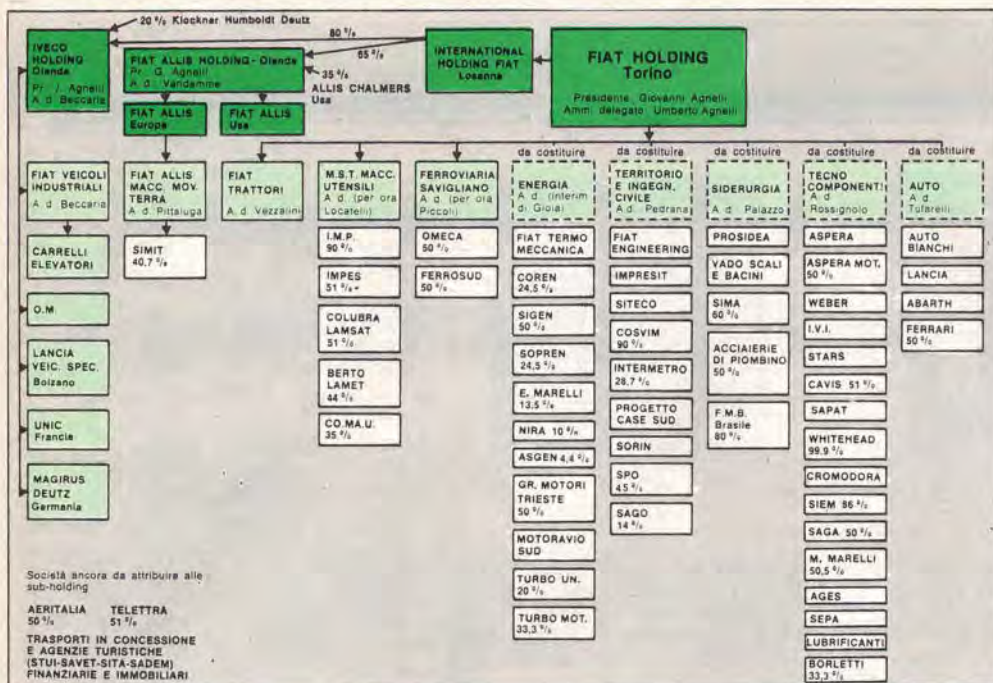 20 % Klockner Humboldt Deutz
80 %
65 %
35 %
ALLIS CHALMERS
Usa
IVECO
HOLDING
Olanda
Pr. J. Agnelli
A d Beccaria
FIAT ALLIS HOLDING - Olanda
Pr. G. Agnelli
A d. Vandamme
FIAT ALLIS
Europa
FIAT ALLIS
Usa
INTERNATIONAL
HOLDING FIAT
Losanna
FIAT HOLDING
Torino
Presidente Giovanni Agnelli
Amm. delegato Umberto Agnelli
FIAT VEICOLI
INDUSTRIALI
A d Beccaria
CARRELLI
ELEVATORI
O.M
LANCIA
VEIC. SPEC.
Bolzano
UNIC
Francia
MAGIRUS
DEUTZ
Germania
FIAT ALLIS
MACC. MOV.
TERRA
A d. Pittaluga
SIMIT
40,7 %
FIAT
TRATTORI
A d. Vezzalini
M.S.T. MACC.
UTENSILI
A d. (per ora
Locatelli)
I.M.P.
90 %
IMPES
51 %
COLUBRA
LAMSAT
51 %
BERTO
LAMET
44 %
CO.MA.U.
35 %
FERROVIARIA
SAVIGLIANO
A d. (per ora
Piccoli)
OMECA
50 %
FERROSUD
50 %
da costituire
ENERGIA
A d. (interim
di Gioia)
FIAT TERMO
MECCANICA
COREN
24,5 %
SIGEN
50 %
SOPREN
24,5 %
E. MARELLI
13,5 %
NIRA 10 %
ASGEN 4,4 %
GR. MOTORI
TRIESTE
50 %
MOTORAVIO
SUD
TURBO UN.
20 %
TURBO MOT.
33,3 %
da costituire
TERRITORIO
E INGEGN.
CIVILE
A d. Pedrana
FIAT
ENGINEERING
IMPRESIT
SITECO
COSVIM
90 %
INTERMETRO
28,7 %
PROGETTO
CASE SUD
SORIN
SPO
45 %
SAGO
14 %
da costituire
SIDERURGIA
A d. Palazzo
PROSIDEA
VADO SCALI
E BACINI
SIMA
60 %
ACCIAIERIE
DI PIOMBINO
50 %
F.M.B.
Brasile
80 %
da costituire
TECNO
COMPONENTI
A d
Rossignolo
ASPERA
ASPERA MOT.
50 %
WEBER
I.V.I.
STARS
CAVIS 51 %
SAPAT
WHITEHEAD
99.9 %
CROMODORA
SIEM 86 %
SAGA 50 %
M. MARELLI
50,5 %
AGES
SEPA
LUBRIFICANTI
BORLETTI
33,3 %
da costituire
AUTO
A d
Tufarelli
AUTO
BIANCHI
LANCIA
ABARTH
FERRARI
50 %
Società ancora da attribuire alle
sub-holding
AERITALIA
50 %
TELETTRA
51 %
TRASPORTI IN CONCESSIONE
E AGENZIE TURISTICHE
(STUI-SAVET-SITA-SADEM)
FINANZIARIE E IMMOBILIARI